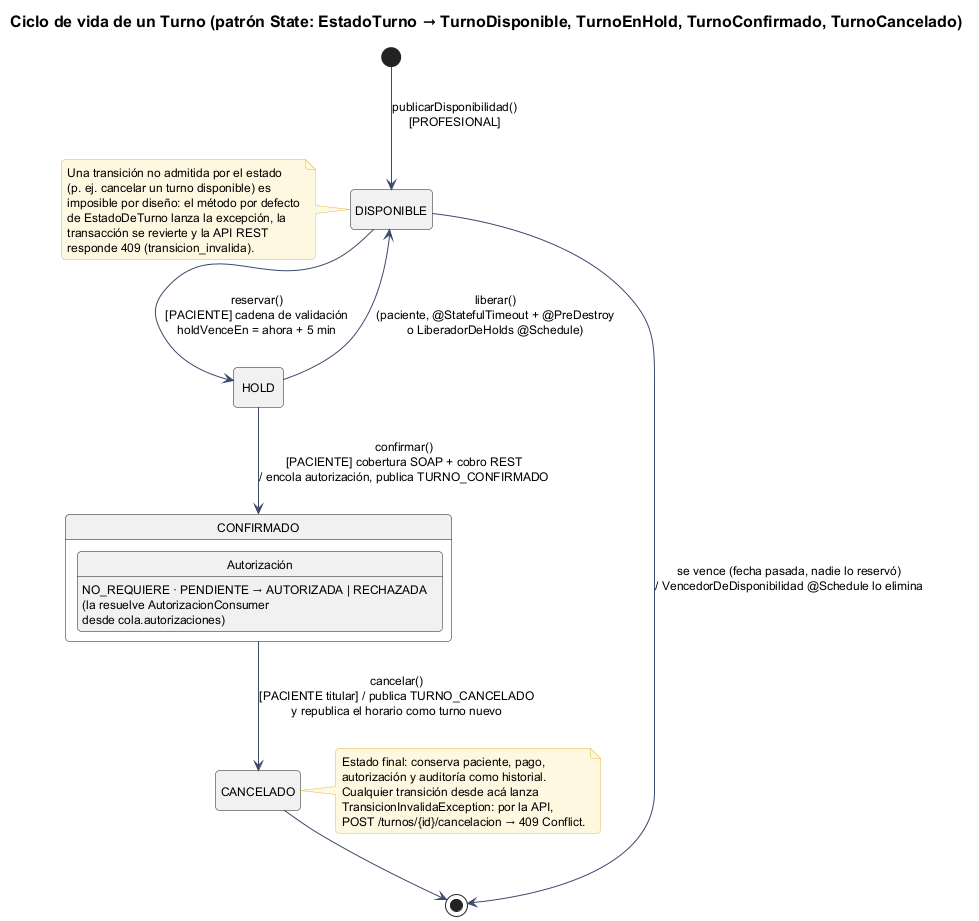 Ciclo de vida de un Turno (patrón State: EstadoTurno → TurnoDisponible, TurnoEnHold, TurnoConfirmado, TurnoCancelado)
publicarDisponibilidad()
[PROFESIONAL]
Una transición no admitida por el estado
(p. ej. cancelar un turno disponible) es
imposible por diseño: el método por defecto
de EstadoDeTurno lanza la excepción, la
transacción se revierte y la API REST
responde 409 (transicion_invalida).
DISPONIBLE
reservar()
[PACIENTE] cadena de validación
holdVenceEn = ahora + 5 min
liberar()
(paciente, @StatefulTimeout + @PreDestroy
o LiberadorDeHolds @Schedule)
HOLD
confirmar()
[PACIENTE] cobertura SOAP + cobro REST
/ encola autorización, publica TURNO_CONFIRMADO
CONFIRMADO
Autorización
NO_REQUIERE · PENDIENTE → AUTORIZADA | RECHAZADA
(la resuelve AutorizacionConsumer
desde cola.autorizaciones)
se vence (fecha pasada, nadie lo reservó)
/ VencedorDeDisponibilidad @Schedule lo elimina
cancelar()
[PACIENTE titular] / publica TURNO_CANCELADO
y republica el horario como turno nuevo
CANCELADO
Estado final: conserva paciente, pago,
autorización y auditoría como historial.
Cualquier transición desde acá lanza
TransicionInvalidaException: por la API,
POST /turnos/{id}/cancelacion → 409 Conflict.